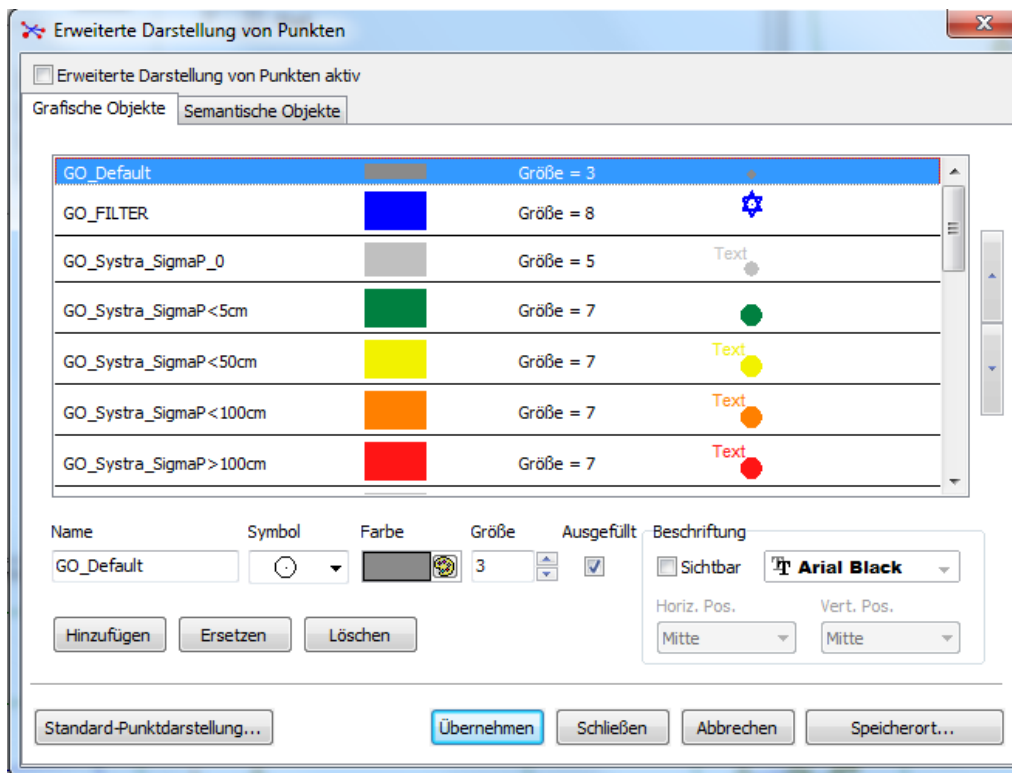 Erweiterte Darstellung von Punkten
Erweiterte Darstellung von Punkten aktiv
Grafische Objekte Semantische Objekte
GO_Default Größe = 3
GO_FILTER Größe = 8
GO_Systra_SigmaP_0 Größe = 5 Text
GO_Systra_SigmaP<5cm Größe = 7
GO_Systra_SigmaP<50cm Größe = 7 Text
GO_Systra_SigmaP<100cm Größe = 7 Text
GO_Systra_SigmaP>100cm Größe = 7 Text
Name Symbol Farbe Größe Ausgefüllt Beschriftung
GO_Default 3 Sichtbar Arial Black
Horiz. Pos. Vert. Pos.
Hinzufügen Ersetzen Löschen Mitte Mitte
Standard-Punktdarstellung... Übernehmen Schließen Abbrechen Speicherort...